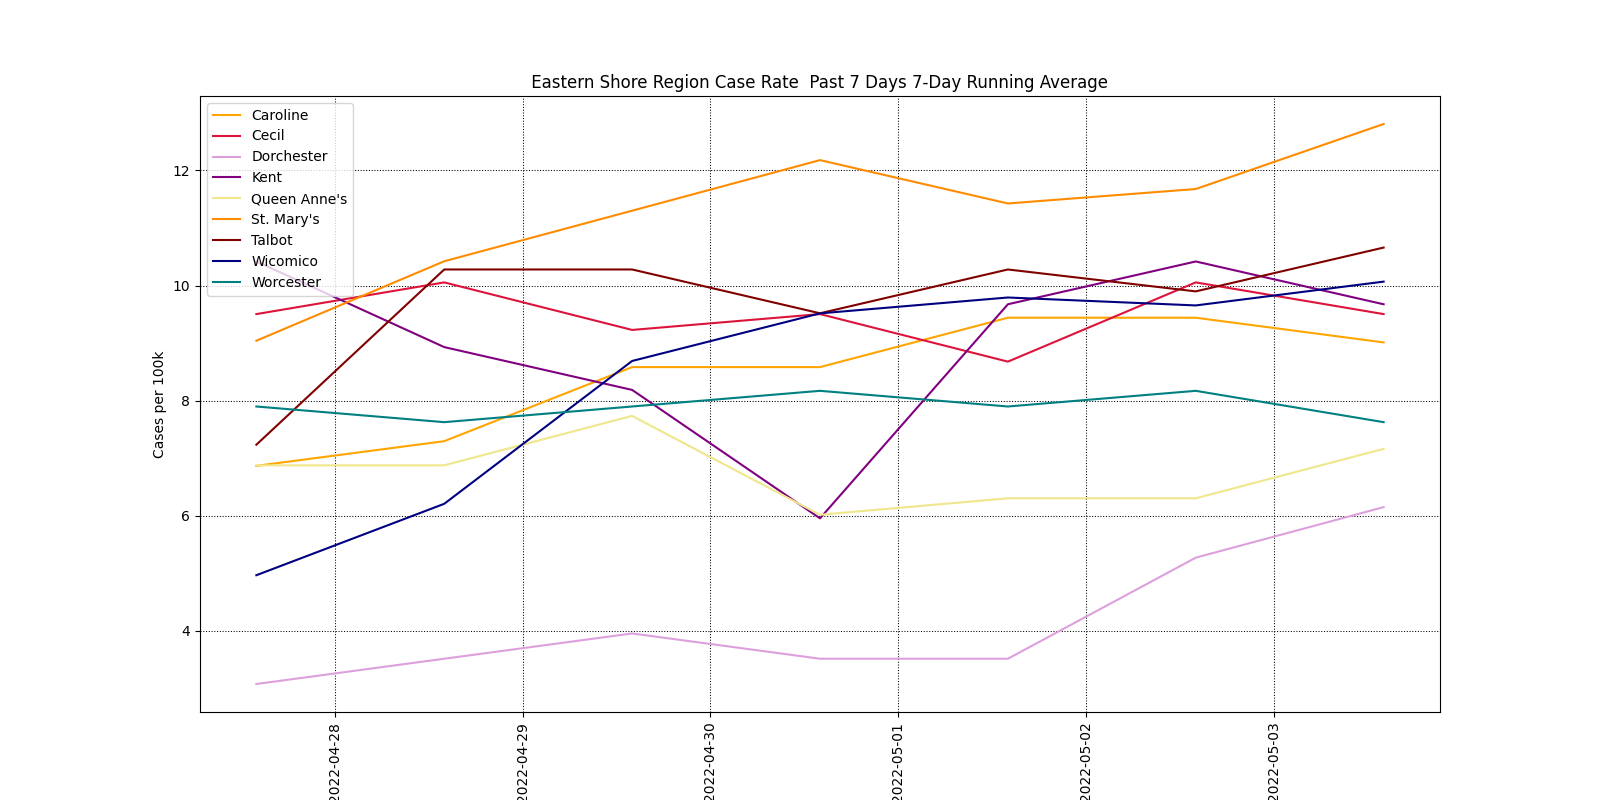 Eastern Shore Region Case Rate  Past 7 Days 7-Day Running Average
Caroline
Cecil
Dorchester
Kent
Queen Anne's
St. Mary's
Talbot
Wicomico
Worcester
Cases per 100k
12
10
8
6
4
2022-04-28
2022-04-29
2022-04-30
2022-05-01
2022-05-02
2022-05-03